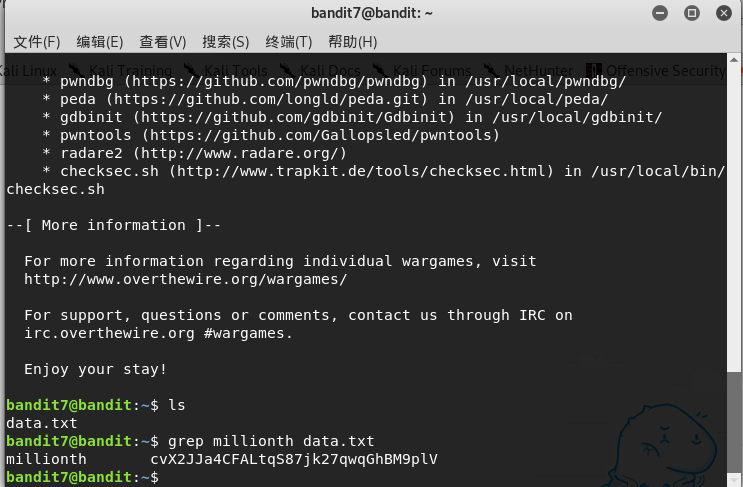 bandit7@bandit: ~
文件(F) 编辑(E) 查看(V) 搜索(S) 终端(T) 帮助(H)
Kali Linux Kali Training Kali Tools Kali Docs Kali Forums NetHunter Offensive Security
* pwndbg (https://github.com/pwndbg/pwndbg) in /usr/local/pwndbg/
* peda (https://github.com/longld/peda.git) in /usr/local/peda/
* gdbinit (https://github.com/gdbinit/Gdbinit) in /usr/local/gdbinit/
* pwntools (https://github.com/Gallopsled/pwntools)
* radare2 (http://www.radare.org/)
* checksec.sh (http://www.trapkit.de/tools/checksec.html) in /usr/local/bin/
checksec.sh
--[ More information ]--
For more information regarding individual wargames, visit
http://www.overthewire.org/wargames/
For support, questions or comments, contact us through IRC on
irc.overthewire.org #wargames.
Enjoy your stay!
bandit7@bandit:~$ ls
data.txt
bandit7@bandit:~$ grep millionth data.txt
millionth cvX2JJa4CFALtqS87jk27qwqGhBM9plV
bandit7@bandit:~$